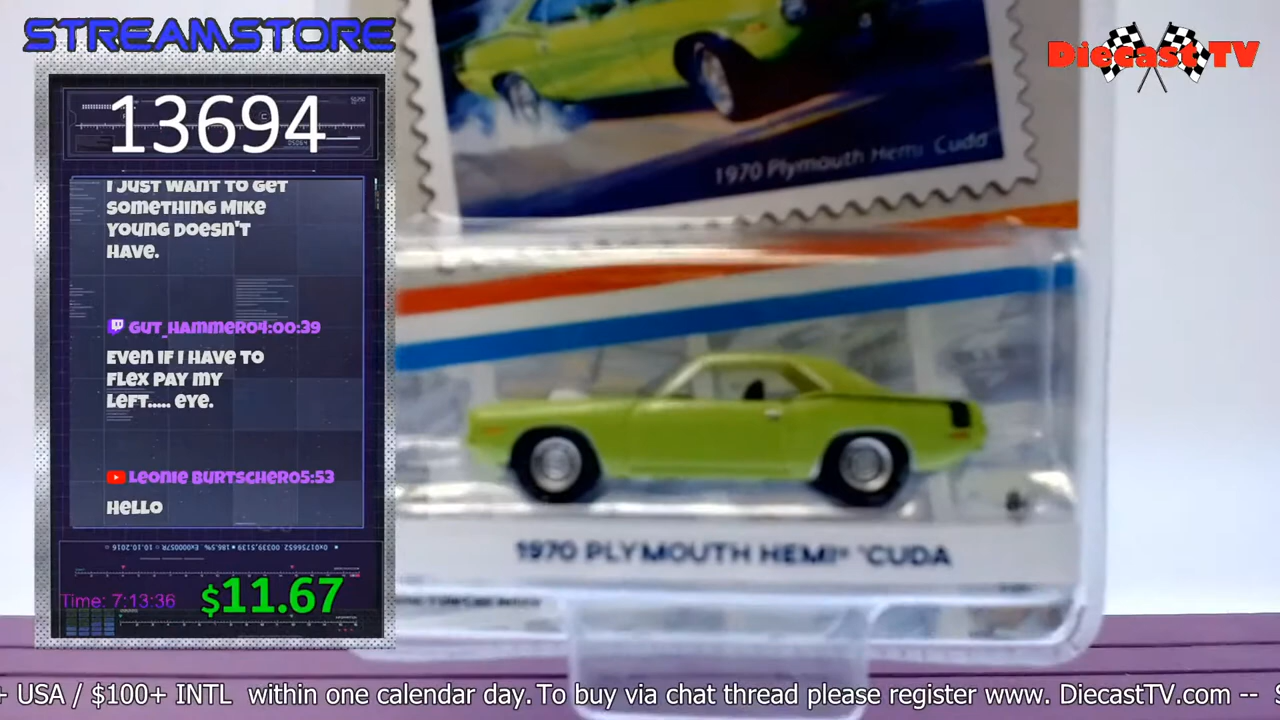 STREAMSTORE
Diecast TV
13694
I just want to get
something Mike
Young doesn't
have.
Gut_Hammer04:00:39
Even if I have to
flex pay my
left..... eye.
Leonie Burtscher05:53
Hello
Time: 7:13:36
$11.67
1970 Plymouth Hemi 'Cuda
1970 PLYMOUTH HEMI® 'CUDA
+ USA / $100+ INTL within one calendar day. To buy via chat thread please register www. DiecastTV.com -- S